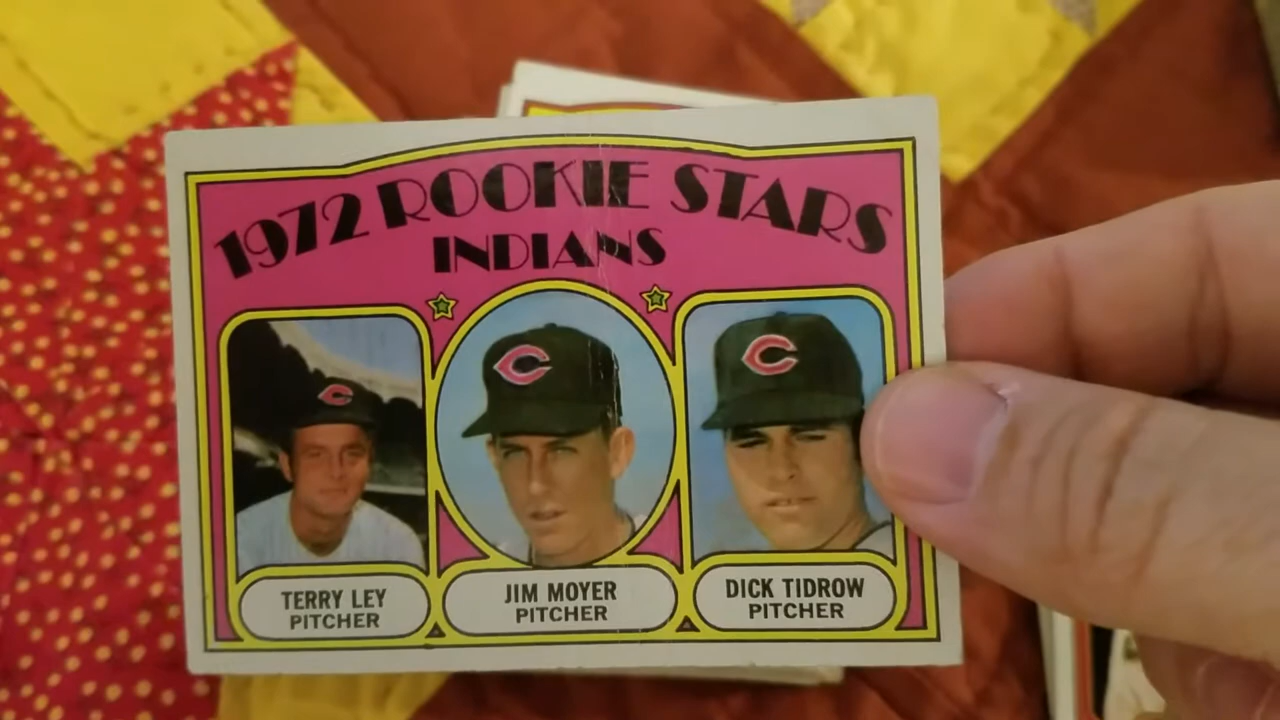 1972 ROOKIE STARS
INDIANS
C
C
C
TERRY LEY
PITCHER
JIM MOYER
PITCHER
DICK TIDROW
PITCHER